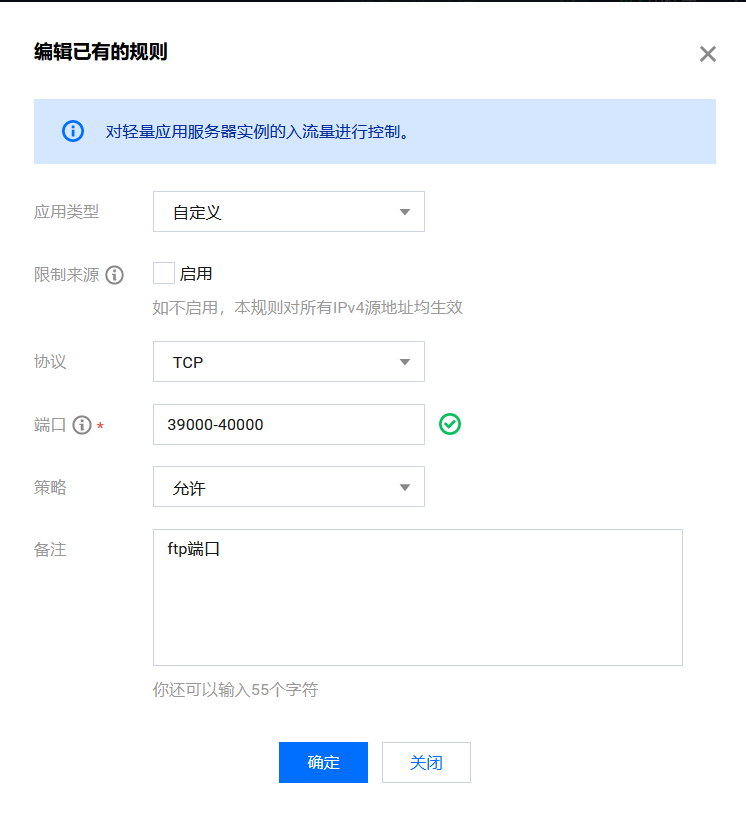 编辑已有的规则
对轻量应用服务器实例的入流量进行控制。
应用类型 自定义
限制来源 启用
如不启用，本规则对所有IPv4源地址均生效
协议 TCP
端口 * 39000-40000
策略 允许
备注 ftp端口
你还可以输入55个字符
确定 关闭